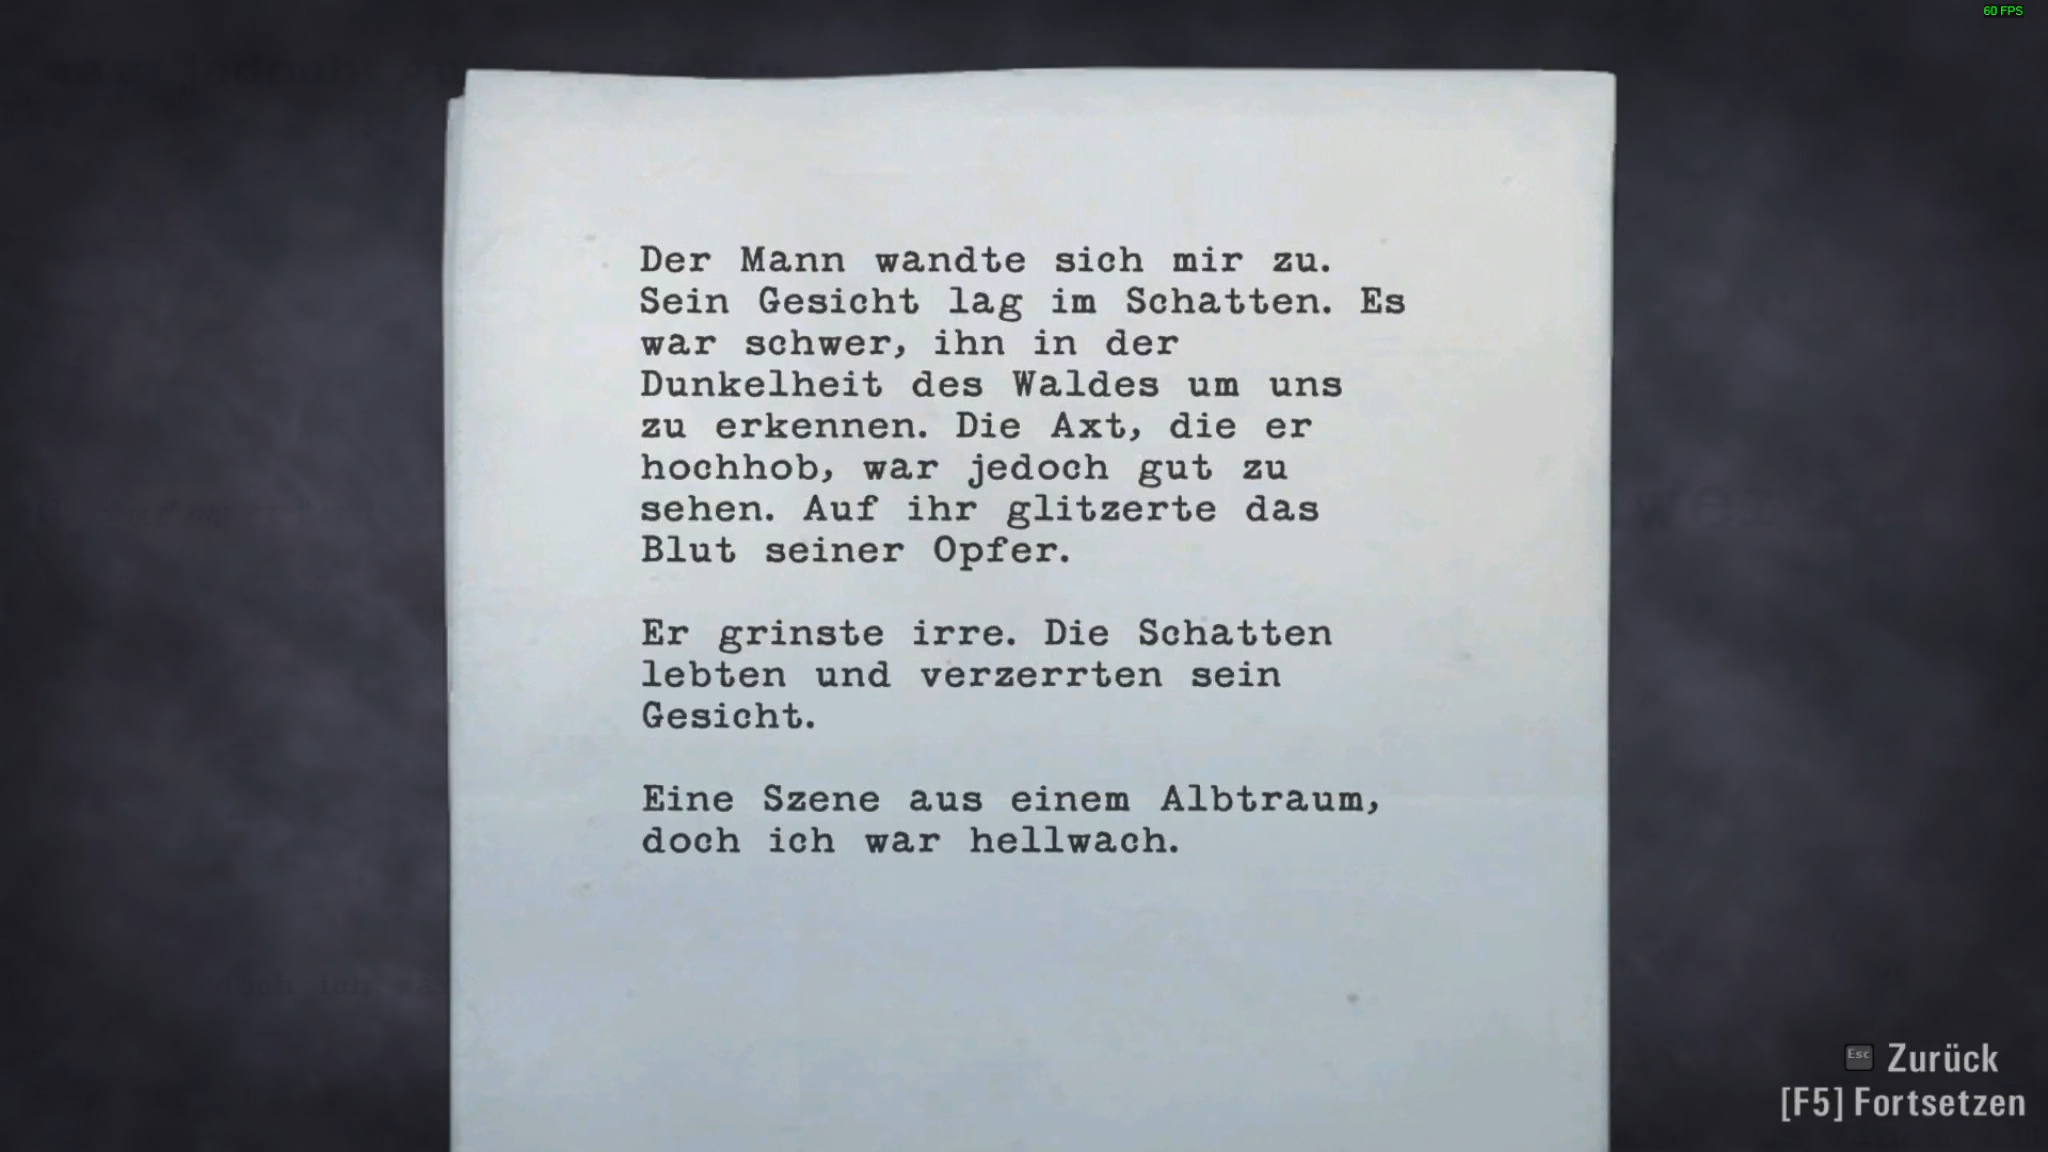 60 FPS
Der Mann wandte sich mir zu.
Sein Gesicht lag im Schatten. Es
war schwer, ihn in der
Dunkelheit des Waldes um uns
zu erkennen. Die Axt, die er
hochhob, war jedoch gut zu
sehen. Auf ihr glitzerte das
Blut seiner Opfer.
Er grinste irre. Die Schatten
lebten und verzerrten sein
Gesicht.
Eine Szene aus einem Albtraum,
doch ich war hellwach.
Esc Zurück
[F5] Fortsetzen